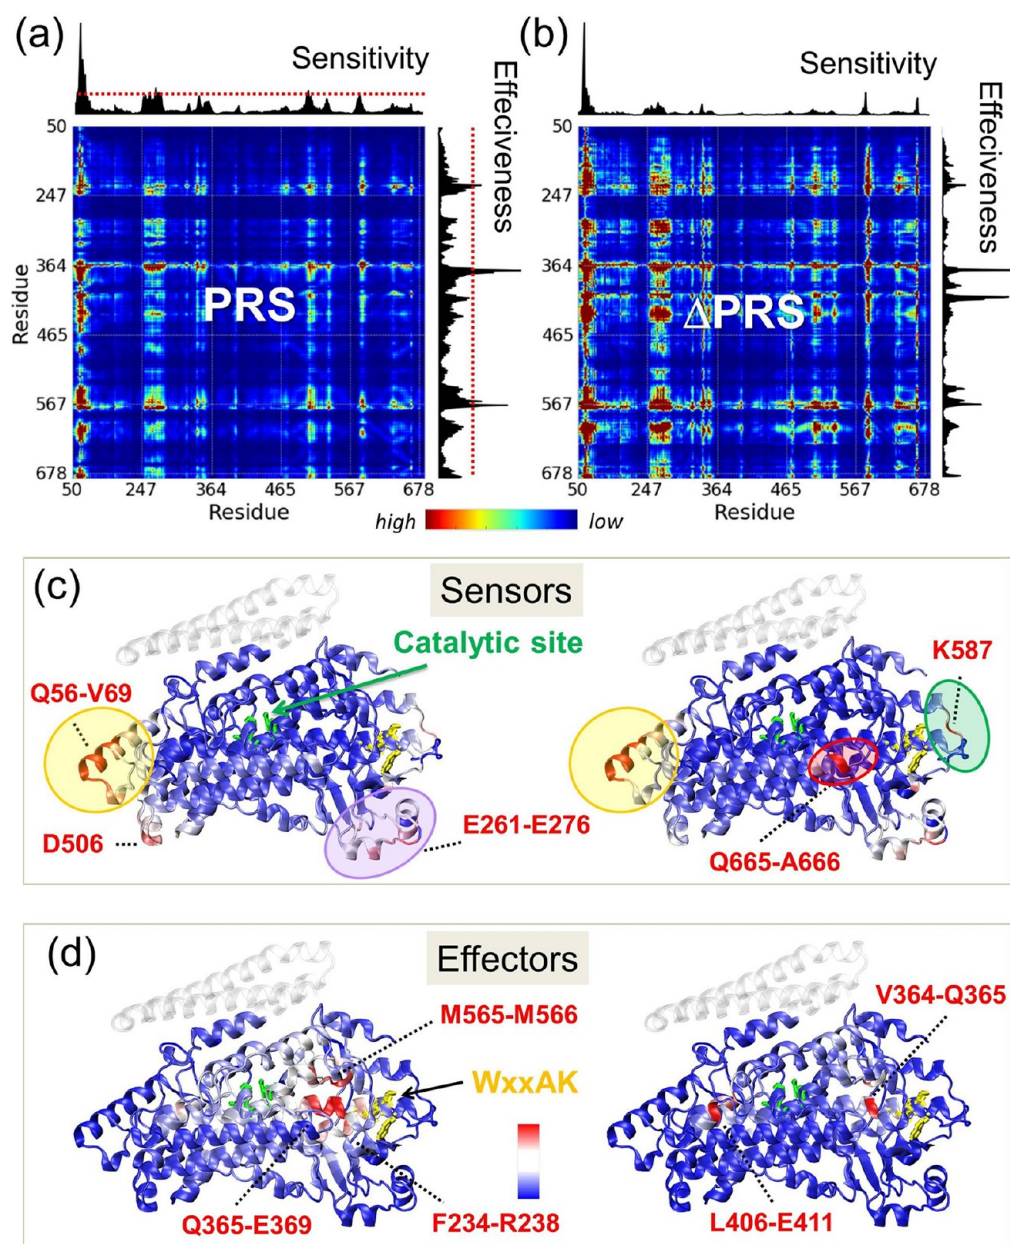 (a)
Sensitivity
Effeciveness
50
247
364
465
567
678
Residue
PRS
50 247 364 465 567 678
Residue
(b)
Sensitivity
Effeciveness
50
247
364
465
567
678
ΔPRS
50 247 364 465 567 678
Residue
high low
(c)
Sensors
Catalytic site
Q56-V69
D506
E261-E276
K587
Q665-A666
(d)
Effectors
M565-M566
V364-Q365
WxxAK
Q365-E369
F234-R238
L406-E411